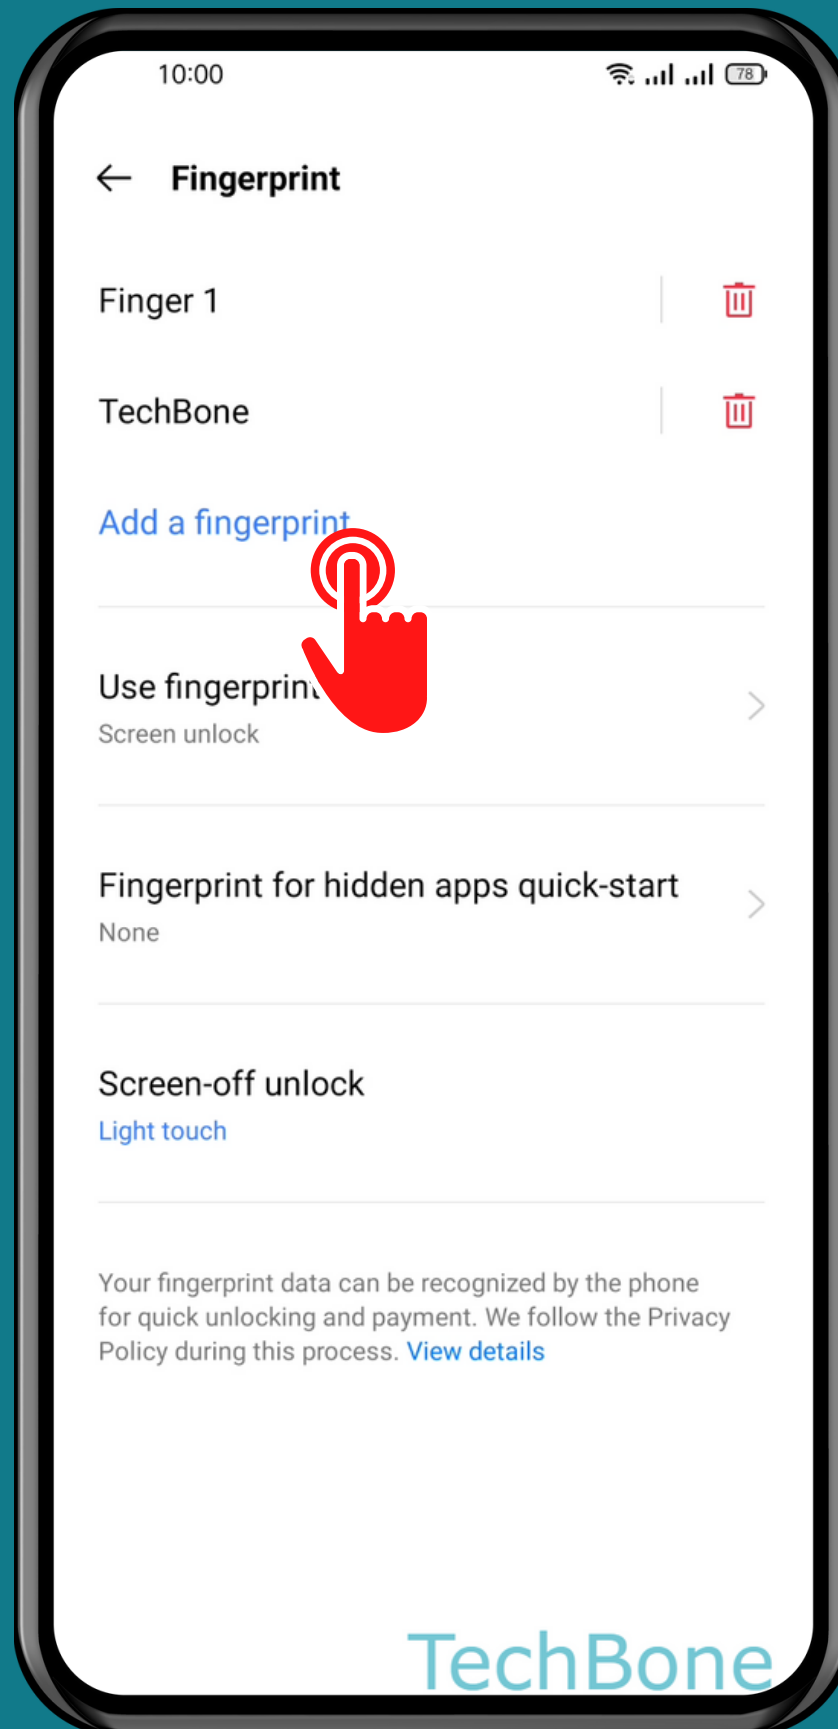 10:00
78
Fingerprint
Finger 1
TechBone
Add a fingerprint
Use fingerprint
Screen unlock
Fingerprint for hidden apps quick-start
None
Screen-off unlock
Light touch
Your fingerprint data can be recognized by the phone
for quick unlocking and payment. We follow the Privacy
Policy during this process. View details
TechBone